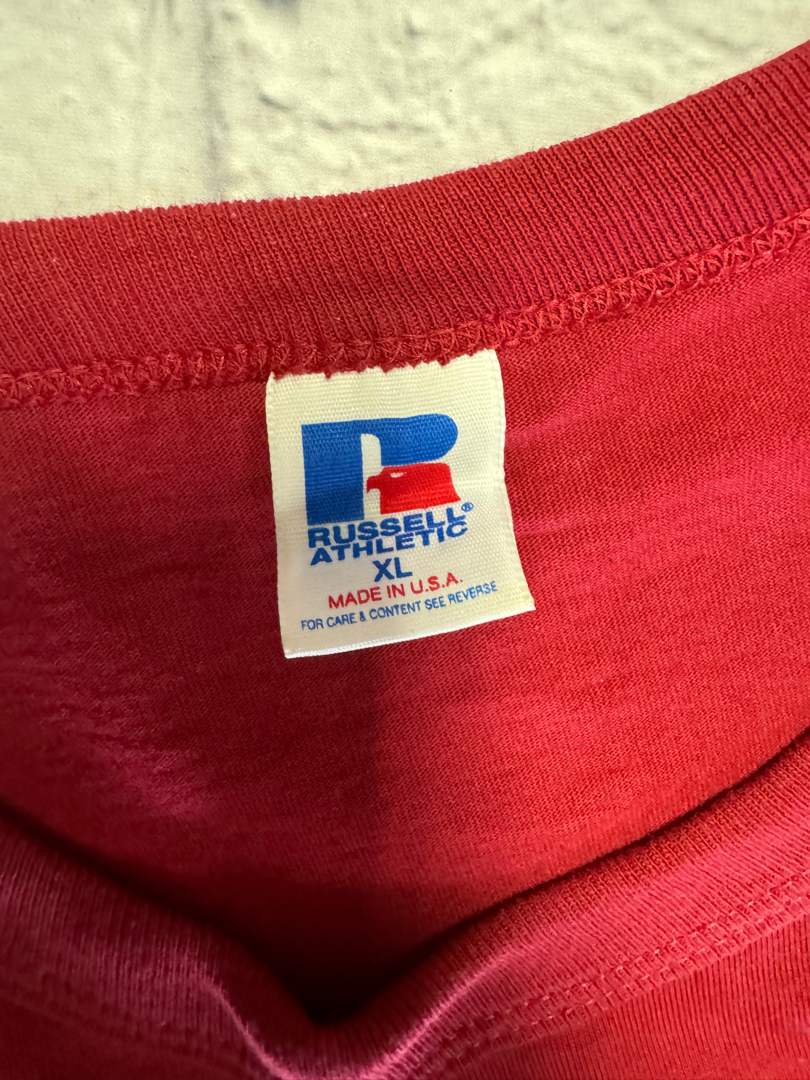 RUSSELL®
ATHLETIC
XL
MADE IN U.S.A.
FOR CARE & CONTENT SEE REVERSE